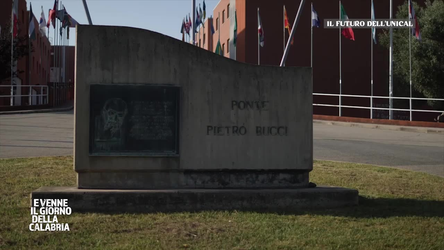 IL FUTURO DELL'UNICAL
PONTE
PIETRO BUCCI
E VENNE
IL GIORNO
DELLA
CALABRIA